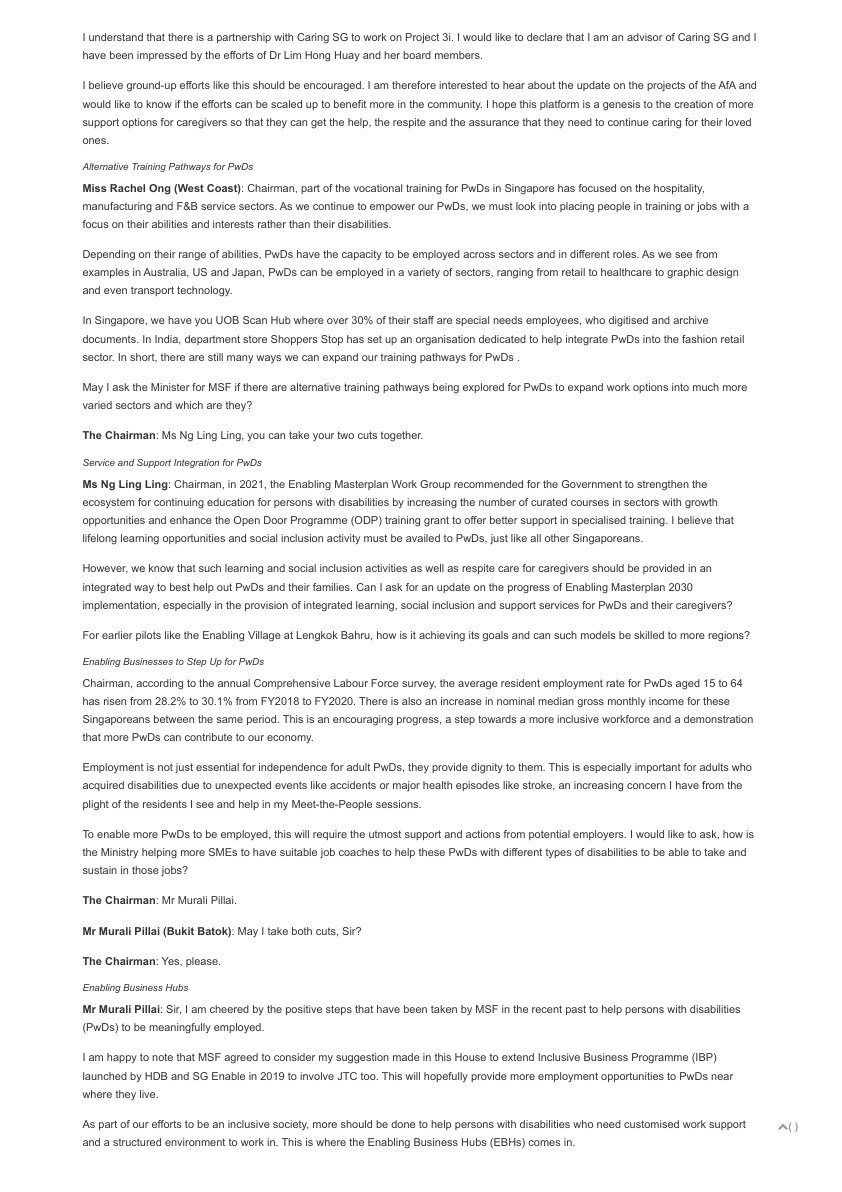 I understand that there is a partnership with Caring SG to work on Project 3i. I would like to declare that I am an advisor of Caring SG and I
have been impressed by the efforts of Dr Lim Hong Huay and her board members.
I believe ground-up efforts like this should be encouraged. I am therefore interested to hear about the update on the projects of the AfA and
would like to know if the efforts can be scaled up to benefit more in the community. I hope this platform is a genesis to the creation of more
support options for caregivers so that they can get the help, the respite and the assurance that they need to continue caring for their loved
ones.
Alternative Training Pathways for PwDs
Miss Rachel Ong (West Coast): Chairman, part of the vocational training for PwDs in Singapore has focused on the hospitality,
manufacturing and F&B service sectors. As we continue to empower our PwDs, we must look into placing people in training or jobs with a
focus on their abilities and interests rather than their disabilities.
Depending on their range of abilities, PwDs have the capacity to be employed across sectors and in different roles. As we see from
examples in Australia, US and Japan, PwDs can be employed in a variety of sectors, ranging from retail to healthcare to graphic design
and even transport technology.
In Singapore, we have you UOB Scan Hub where over 30% of their staff are special needs employees, who digitised and archive
documents. In India, department store Shoppers Stop has set up an organisation dedicated to help integrate PwDs into the fashion retail
sector. In short, there are still many ways we can expand our training pathways for PwDs .
May I ask the Minister for MSF if there are alternative training pathways being explored for PwDs to expand work options into much more
varied sectors and which are they?
The Chairman: Ms Ng Ling Ling, you can take your two cuts together.
Service and Support Integration for PwDs
Ms Ng Ling Ling: Chairman, in 2021, the Enabling Masterplan Work Group recommended for the Government to strengthen the
ecosystem for continuing education for persons with disabilities by increasing the number of curated courses in sectors with growth
opportunities and enhance the Open Door Programme (ODP) training grant to offer better support in specialised training. I believe that
lifelong learning opportunities and social inclusion activity must be availed to PwDs, just like all other Singaporeans.
However, we know that such learning and social inclusion activities as well as respite care for caregivers should be provided in an
integrated way to best help out PwDs and their families. Can I ask for an update on the progress of Enabling Masterplan 2030
implementation, especially in the provision of integrated learning, social inclusion and support services for PwDs and their caregivers?
For earlier pilots like the Enabling Village at Lengkok Bahru, how is it achieving its goals and can such models be skilled to more regions?
Enabling Businesses to Step Up for PwDs
Chairman, according to the annual Comprehensive Labour Force survey, the average resident employment rate for PwDs aged 15 to 64
has risen from 28.2% to 30.1% from FY2018 to FY2020. There is also an increase in nominal median gross monthly income for these
Singaporeans between the same period. This is an encouraging progress, a step towards a more inclusive workforce and a demonstration
that more PwDs can contribute to our economy.
Employment is not just essential for independence for adult PwDs, they provide dignity to them. This is especially important for adults who
acquired disabilities due to unexpected events like accidents or major health episodes like stroke, an increasing concern I have from the
plight of the residents I see and help in my Meet-the-People sessions.
To enable more PwDs to be employed, this will require the utmost support and actions from potential employers. I would like to ask, how is
the Ministry helping more SMEs to have suitable job coaches to help these PwDs with different types of disabilities to be able to take and
sustain in those jobs?
The Chairman: Mr Murali Pillai.
Mr Murali Pillai (Bukit Batok): May I take both cuts, Sir?
The Chairman: Yes, please.
Enabling Business Hubs
Mr Murali Pillai: Sir, I am cheered by the positive steps that have been taken by MSF in the recent past to help persons with disabilities
(PwDs) to be meaningfully employed.
I am happy to note that MSF agreed to consider my suggestion made in this House to extend Inclusive Business Programme (IBP)
launched by HDB and SG Enable in 2019 to involve JTC too. This will hopefully provide more employment opportunities to PwDs near
where they live.
As part of our efforts to be an inclusive society, more should be done to help persons with disabilities who need customised work support
and a structured environment to work in. This is where the Enabling Business Hubs (EBHs) comes in.
( )